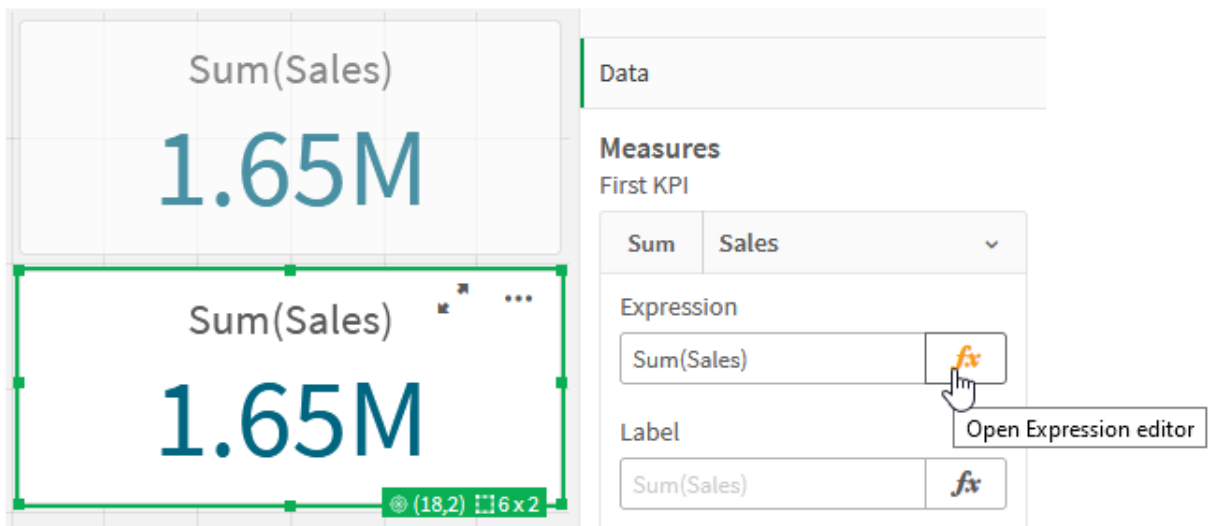 Sum(Sales)
1.65M
Sum(Sales)
1.65M
(18,2) 6 x 2
Data
Measures
First KPI
Sum Sales
Expression
Sum(Sales) fx
Open Expression editor
Label
Sum(Sales) fx